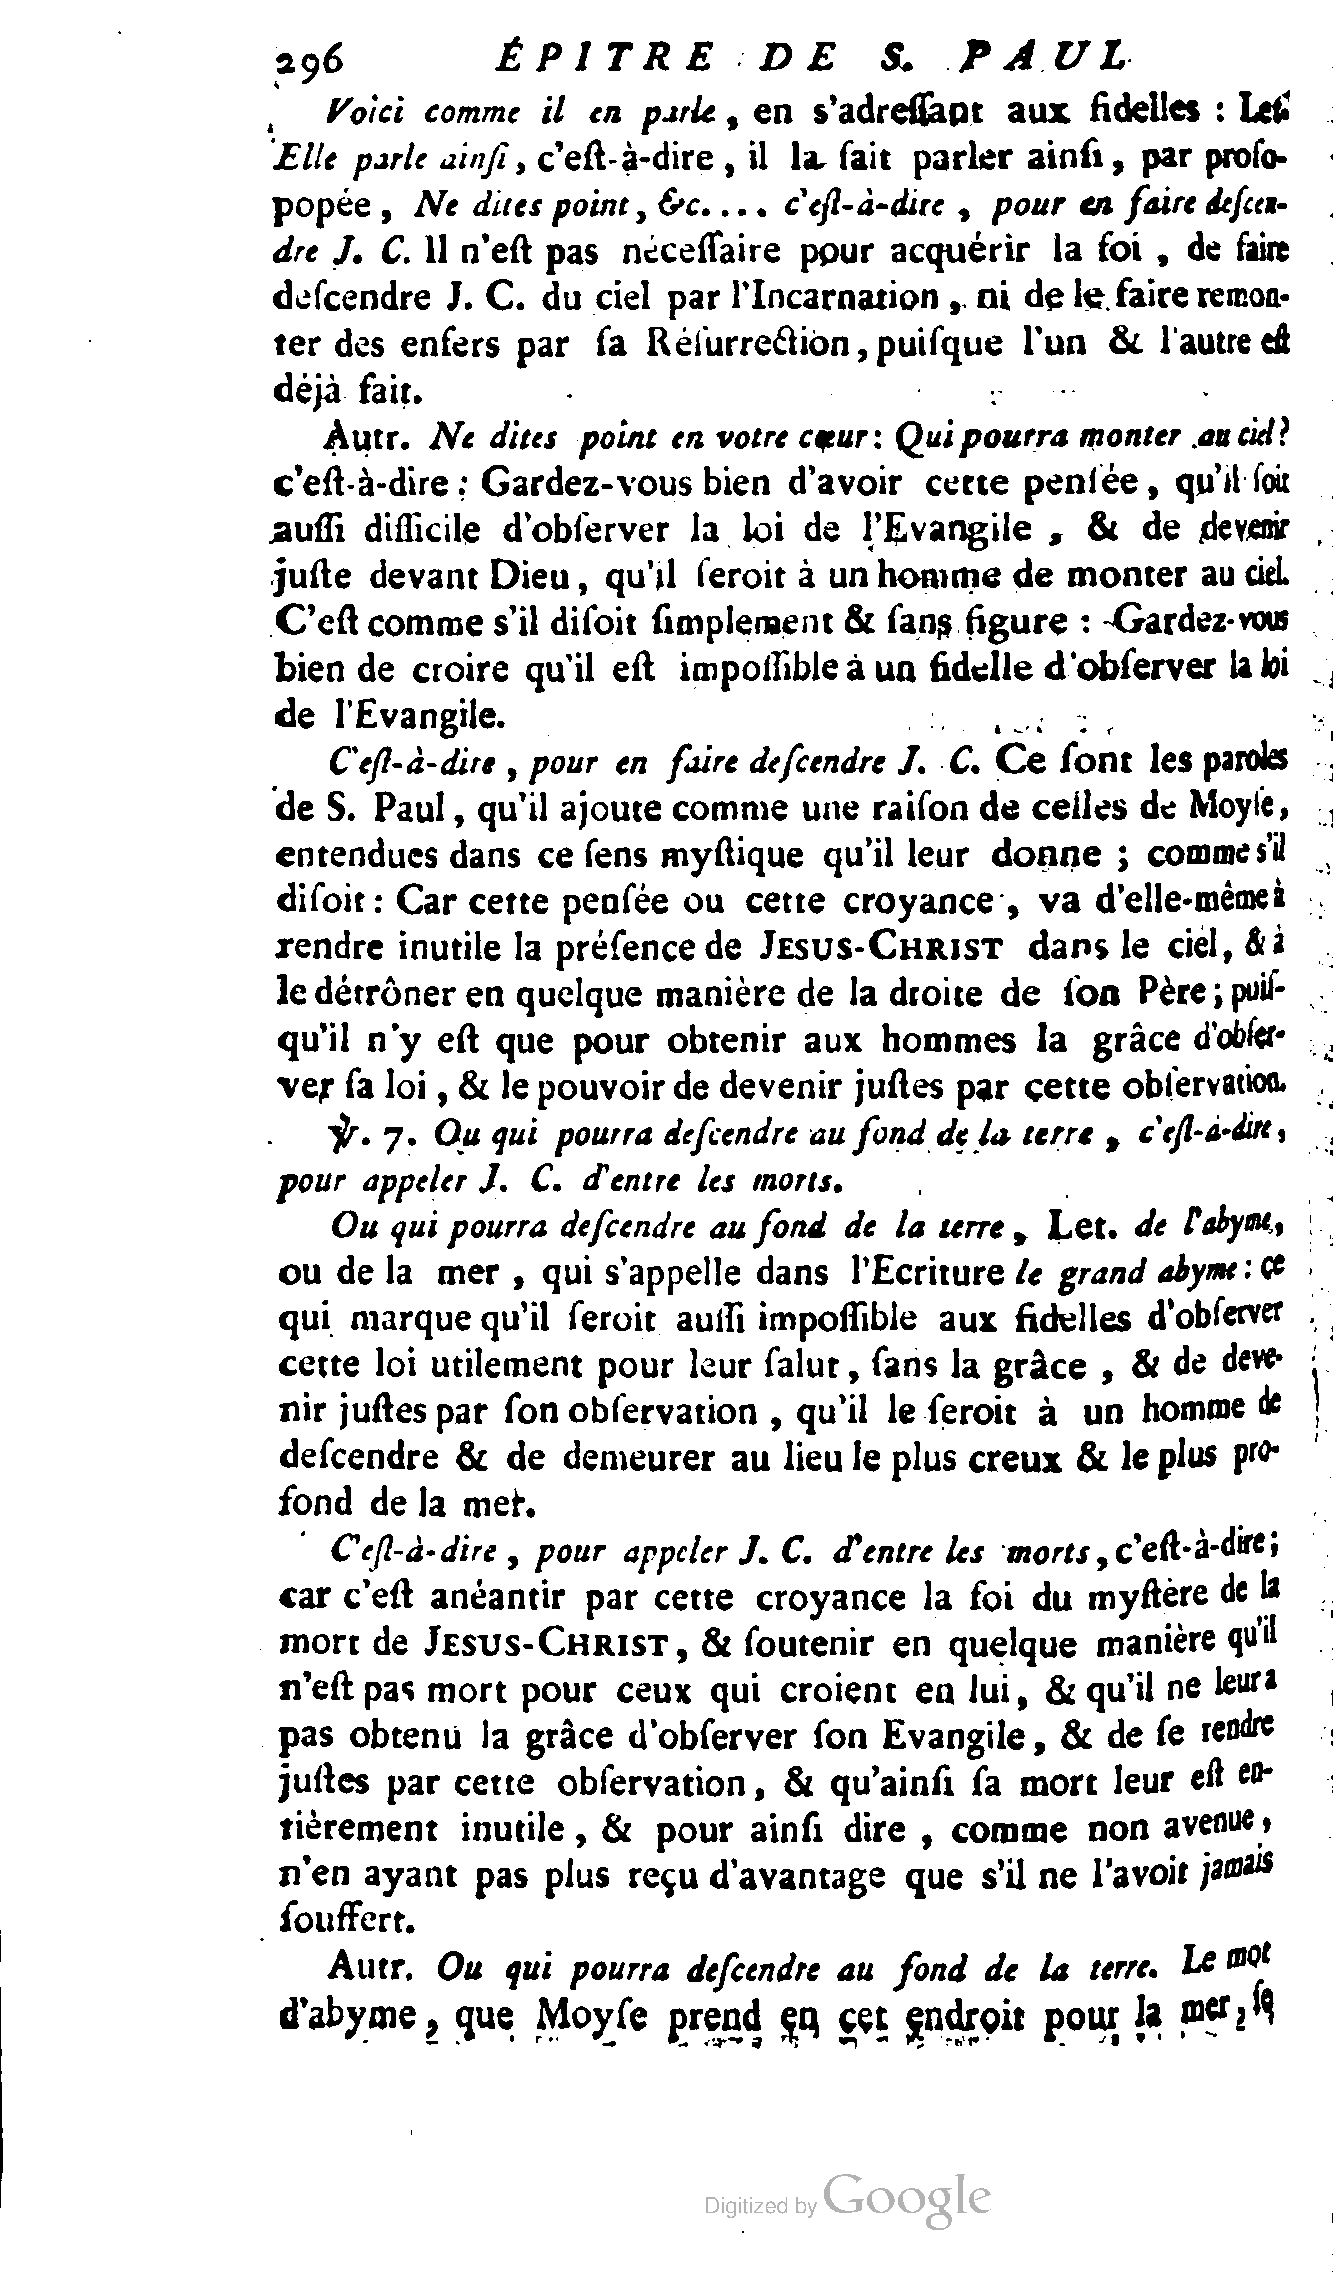 296 ÉPITRE DE S. PAUL
Voici comme il en parle, en s'adreſſant aux fidelles : Let.
Elle parle ainſi, c'eſt-à-dire, il la fait parler ainſi, par proſo-
popée, Ne dites point, &c.... c'eſt-à-dire, pour en faire deſcen-
dre J. C. Il n'eſt pas néceſſaire pour acquérir la foi, de faire
deſcendre J. C. du ciel par l'Incarnation, ni de le faire remon-
ter des enfers par ſa Réſurrection, puiſque l'un & l'autre eſt
déjà fait.
Autr. Ne dites point en votre cœur : Qui pourra monter au ciel ?
c'eſt-à-dire : Gardez-vous bien d'avoir cette penſée, qu'il ſoit
auſſi difficile d'obſerver la loi de l'Evangile, & de devenir
juſte devant Dieu, qu'il ſeroit à un homme de monter au ciel.
C'eſt comme s'il diſoit ſimplement & ſans figure : Gardez-vous
bien de croire qu'il eſt impoſſible à un fidelle d'obſerver la loi
de l'Evangile.
C'eſt-à-dire, pour en faire deſcendre J. C. Ce ſont les paroles
de S. Paul, qu'il ajoute comme une raiſon de celles de Moyſe,
entendues dans ce ſens myſtique qu'il leur donne ; comme s'il
diſoit : Car cette penſée ou cette croyance, va d'elle-même à
rendre inutile la préſence de JESUS-CHRIST dans le ciel, & à
le détrôner en quelque manière de la droite de ſon Père ; puiſ-
qu'il n'y eſt que pour obtenir aux hommes la grâce d'obſer-
ver ſa loi, & le pouvoir de devenir juſtes par cette obſervation.
℣. 7. Ou qui pourra deſcendre au fond de la terre, c'eſt-à-dire,
pour appeler J. C. d'entre les morts.
Ou qui pourra deſcendre au fond de la terre, Let. de l'abyme,
ou de la mer, qui s'appelle dans l'Ecriture le grand abyme : ce
qui marque qu'il ſeroit auſſi impoſſible aux fidelles d'obſerver
cette loi utilement pour leur ſalut, ſans la grâce, & de deve-
nir juſtes par ſon obſervation, qu'il le ſeroit à un homme de
deſcendre & de demeurer au lieu le plus creux & le plus pro-
fond de la mer.
C'eſt-à-dire, pour appeler J. C. d'entre les morts, c'eſt-à-dire ;
car c'eſt anéantir par cette croyance la foi du myſtère de la
mort de JESUS-CHRIST, & ſoutenir en quelque manière qu'il
n'eſt pas mort pour ceux qui croient en lui, & qu'il ne leur a
pas obtenu la grâce d'obſerver ſon Evangile, & de ſe rendre
juſtes par cette obſervation, & qu'ainſi ſa mort leur eſt en-
tièrement inutile, & pour ainſi dire, comme non avenue,
n'en ayant pas plus reçu d'avantage que s'il ne l'avoit jamais
ſouffert.
Autr. Ou qui pourra deſcendre au fond de la terre. Le mot
d'abyme, que Moyſe prend en cet endroit pour la mer, ſe
Digitized by Google